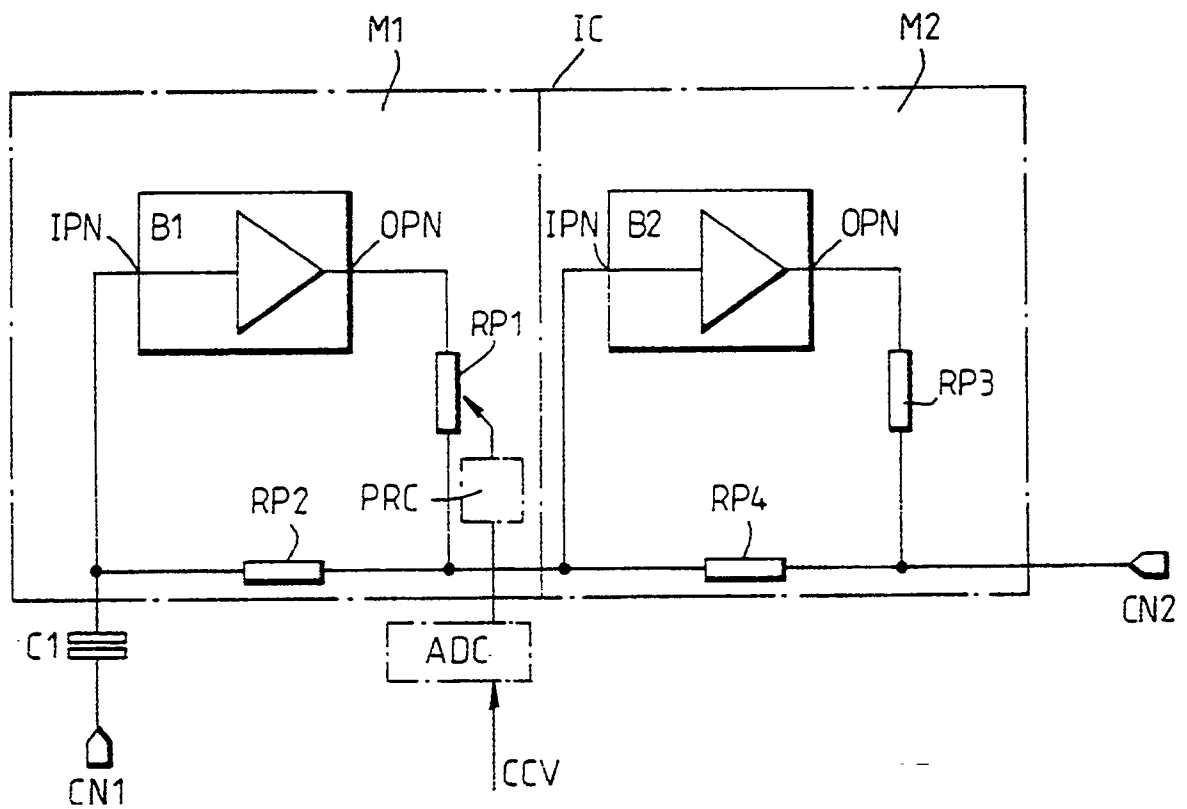 M1
IC
M2
IPN
B1
OPN
IPN
B2
OPN
RP1
RP3
RP2
PRC
RP4
C1
ADC
CN2
CN1
CCV